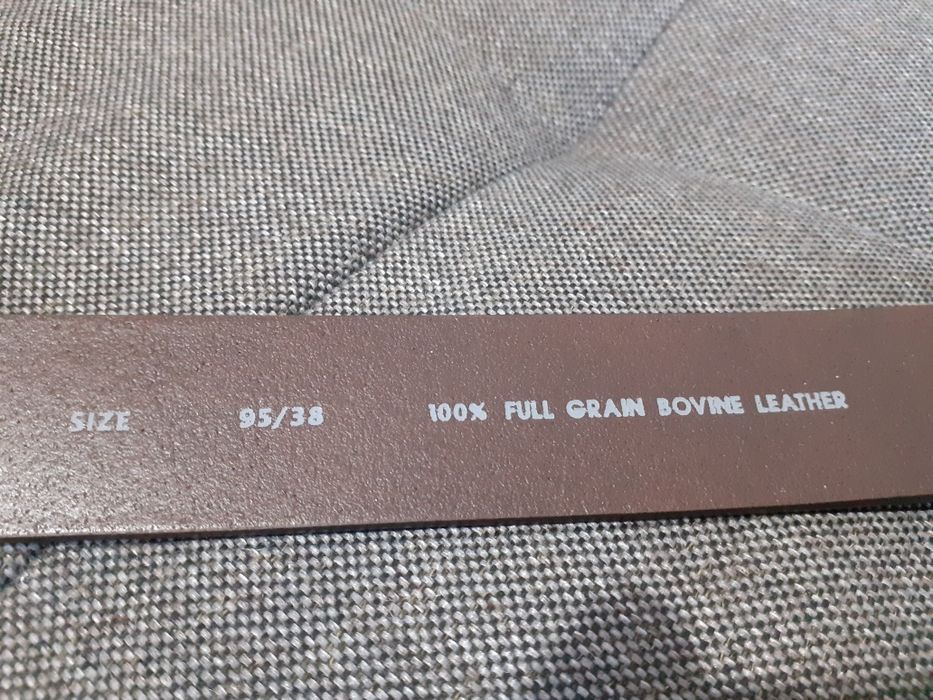 SIZE 95/38 100% FULL GRAIN BOVINE LEATHER